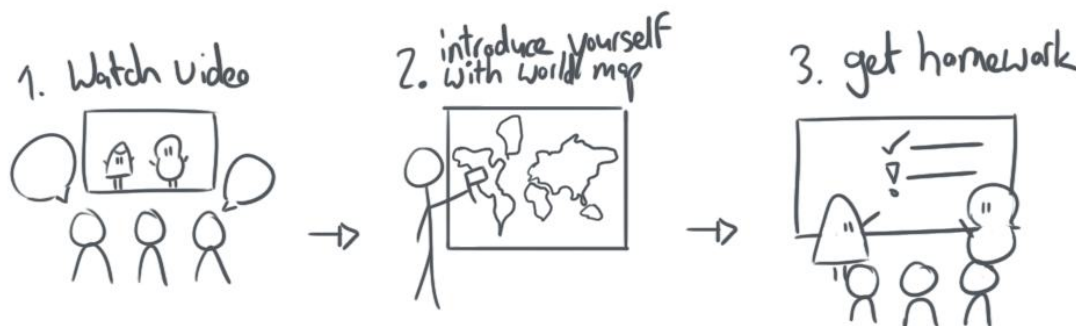 1. Watch video
2. introduce yourself
with world map
3. get homework